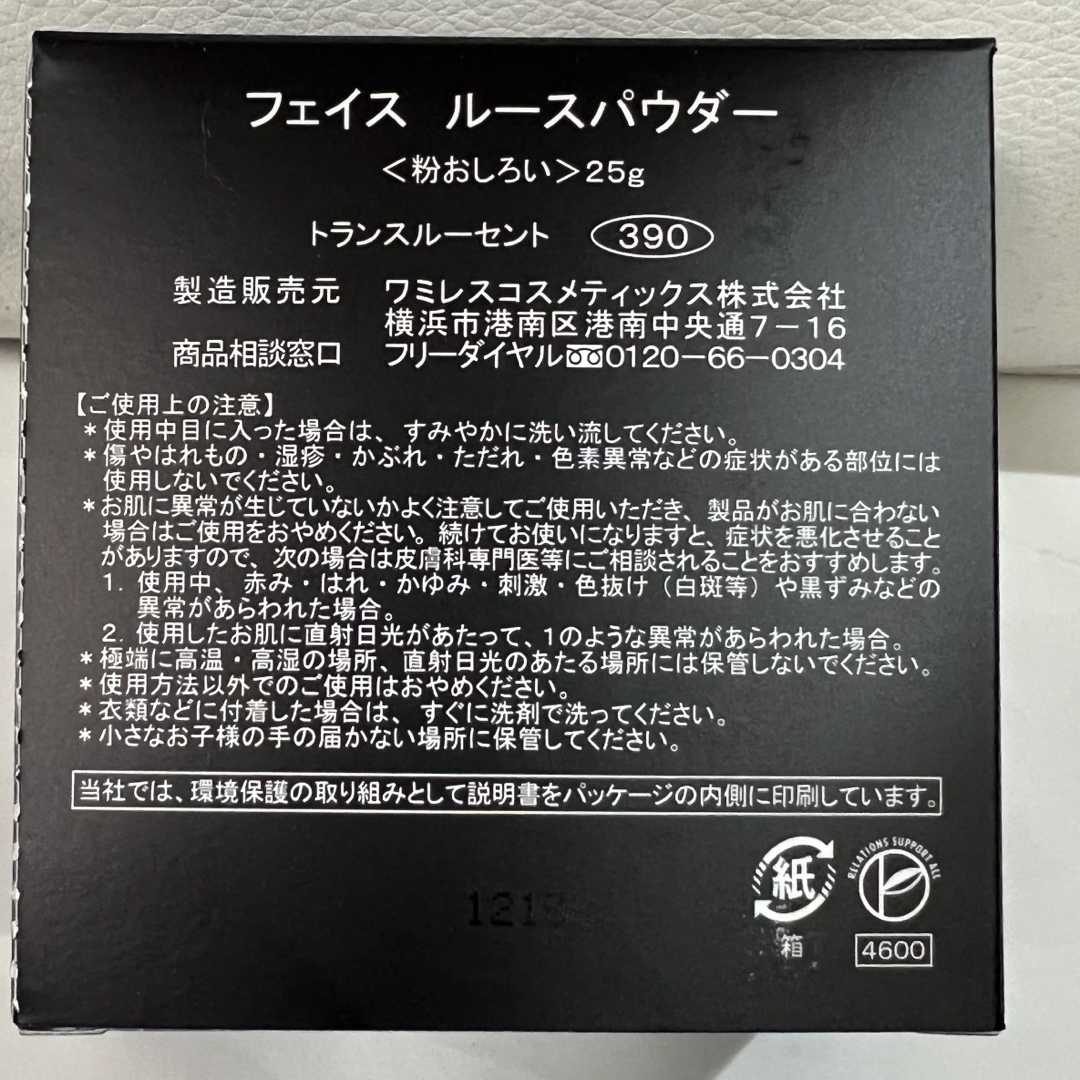 フェイス ルースパウダー
＜粉おしろい＞25g
トランスルーセント 390
製造販売元 ワミレスコスメティックス株式会社
横浜市港南区港南中央通7－16
商品相談窓口 フリーダイヤル0120－66－0304
【ご使用上の注意】
＊使用中目に入った場合は、すみやかに洗い流してください。
＊傷やはれもの・湿疹・かぶれ・ただれ・色素異常などの症状がある部位には
使用しないでください。
＊お肌に異常が生じていないかよく注意してご使用いただき、製品がお肌に合わない
場合はご使用をおやめください。続けてお使いになりますと、症状を悪化させること
がありますので、次の場合は皮膚科専門医等にご相談されることをおすすめします。
1．使用中、赤み・はれ・かゆみ・刺激・色抜け（白斑等）や黒ずみなどの
異常があらわれた場合。
2．使用したお肌に直射日光があたって、1のような異常があらわれた場合。
＊極端に高温・高湿の場所、直射日光のあたる場所には保管しないでください。
＊使用方法以外でのご使用はおやめください。
＊衣類などに付着した場合は、すぐに洗剤で洗ってください。
＊小さなお子様の手の届かない場所に保管してください。
当社では、環境保護の取り組みとして説明書をパッケージの内側に印刷しています。
紙
箱
RELATIONS SUPPORT ALL
4600